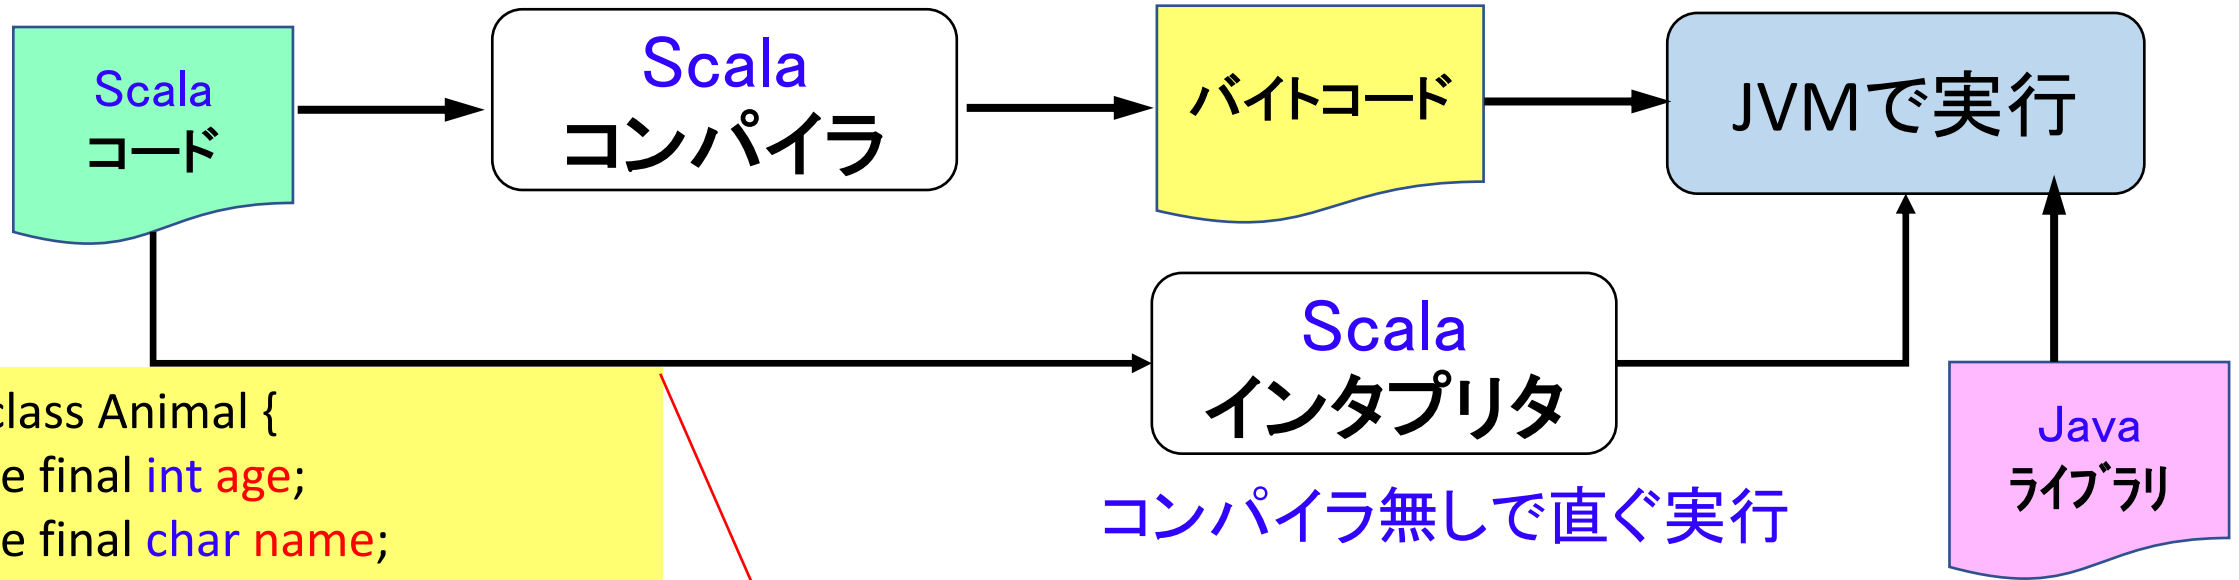 Scala
コード
Scala
コンパイラ
バイトコード
JVMで実行
Scala
インタプリタ
コンパイラ無しで直ぐ実行
Java
ライブラリ
class Animal {
e final int age;
e final char name;